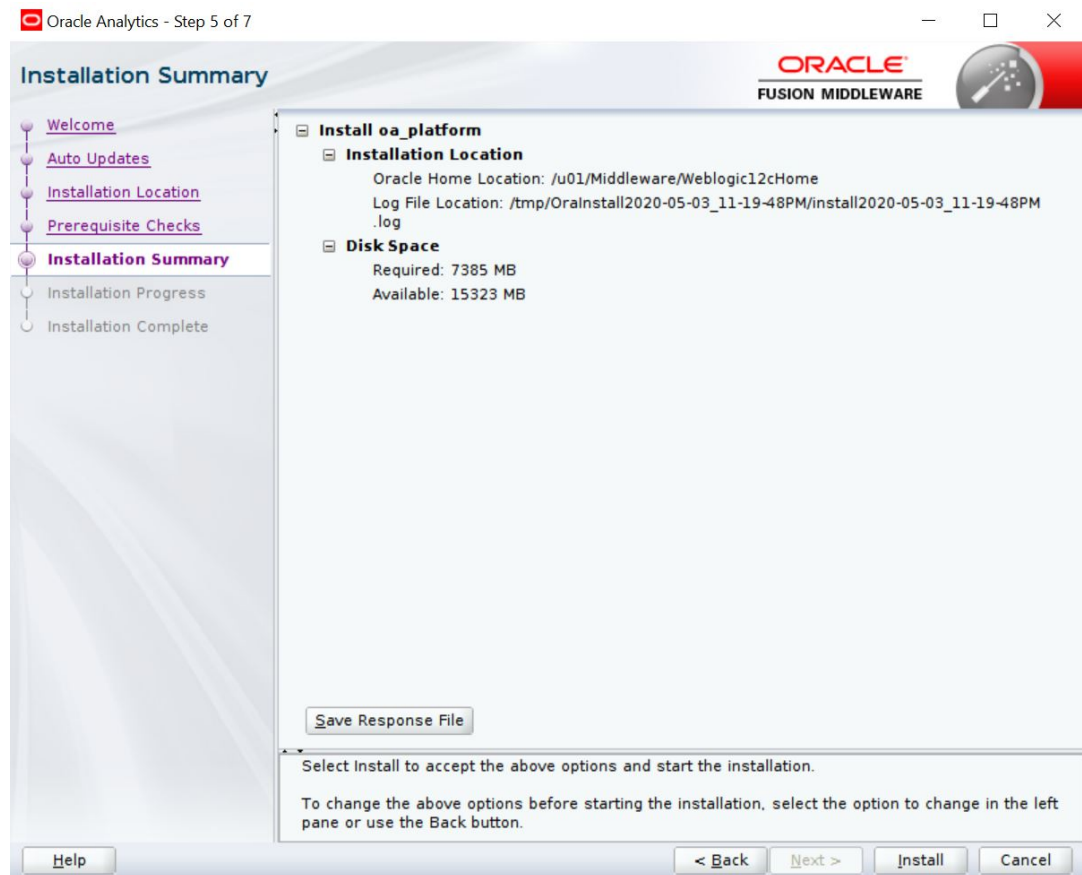 Oracle Analytics - Step 5 of 7
Installation Summary
ORACLE
FUSION MIDDLEWARE
Welcome
Auto Updates
Installation Location
Prerequisite Checks
Installation Summary
Installation Progress
Installation Complete
Install oa_platform
Installation Location
Oracle Home Location: /u01/Middleware/Weblogic12cHome
Log File Location: /tmp/OraInstall2020-05-03_11-19-48PM/install2020-05-03_11-19-48PM
.log
Disk Space
Required: 7385 MB
Available: 15323 MB
Save Response File
Select Install to accept the above options and start the installation.
To change the above options before starting the installation, select the option to change in the left
pane or use the Back button.
Help
< Back
Next >
Install
Cancel